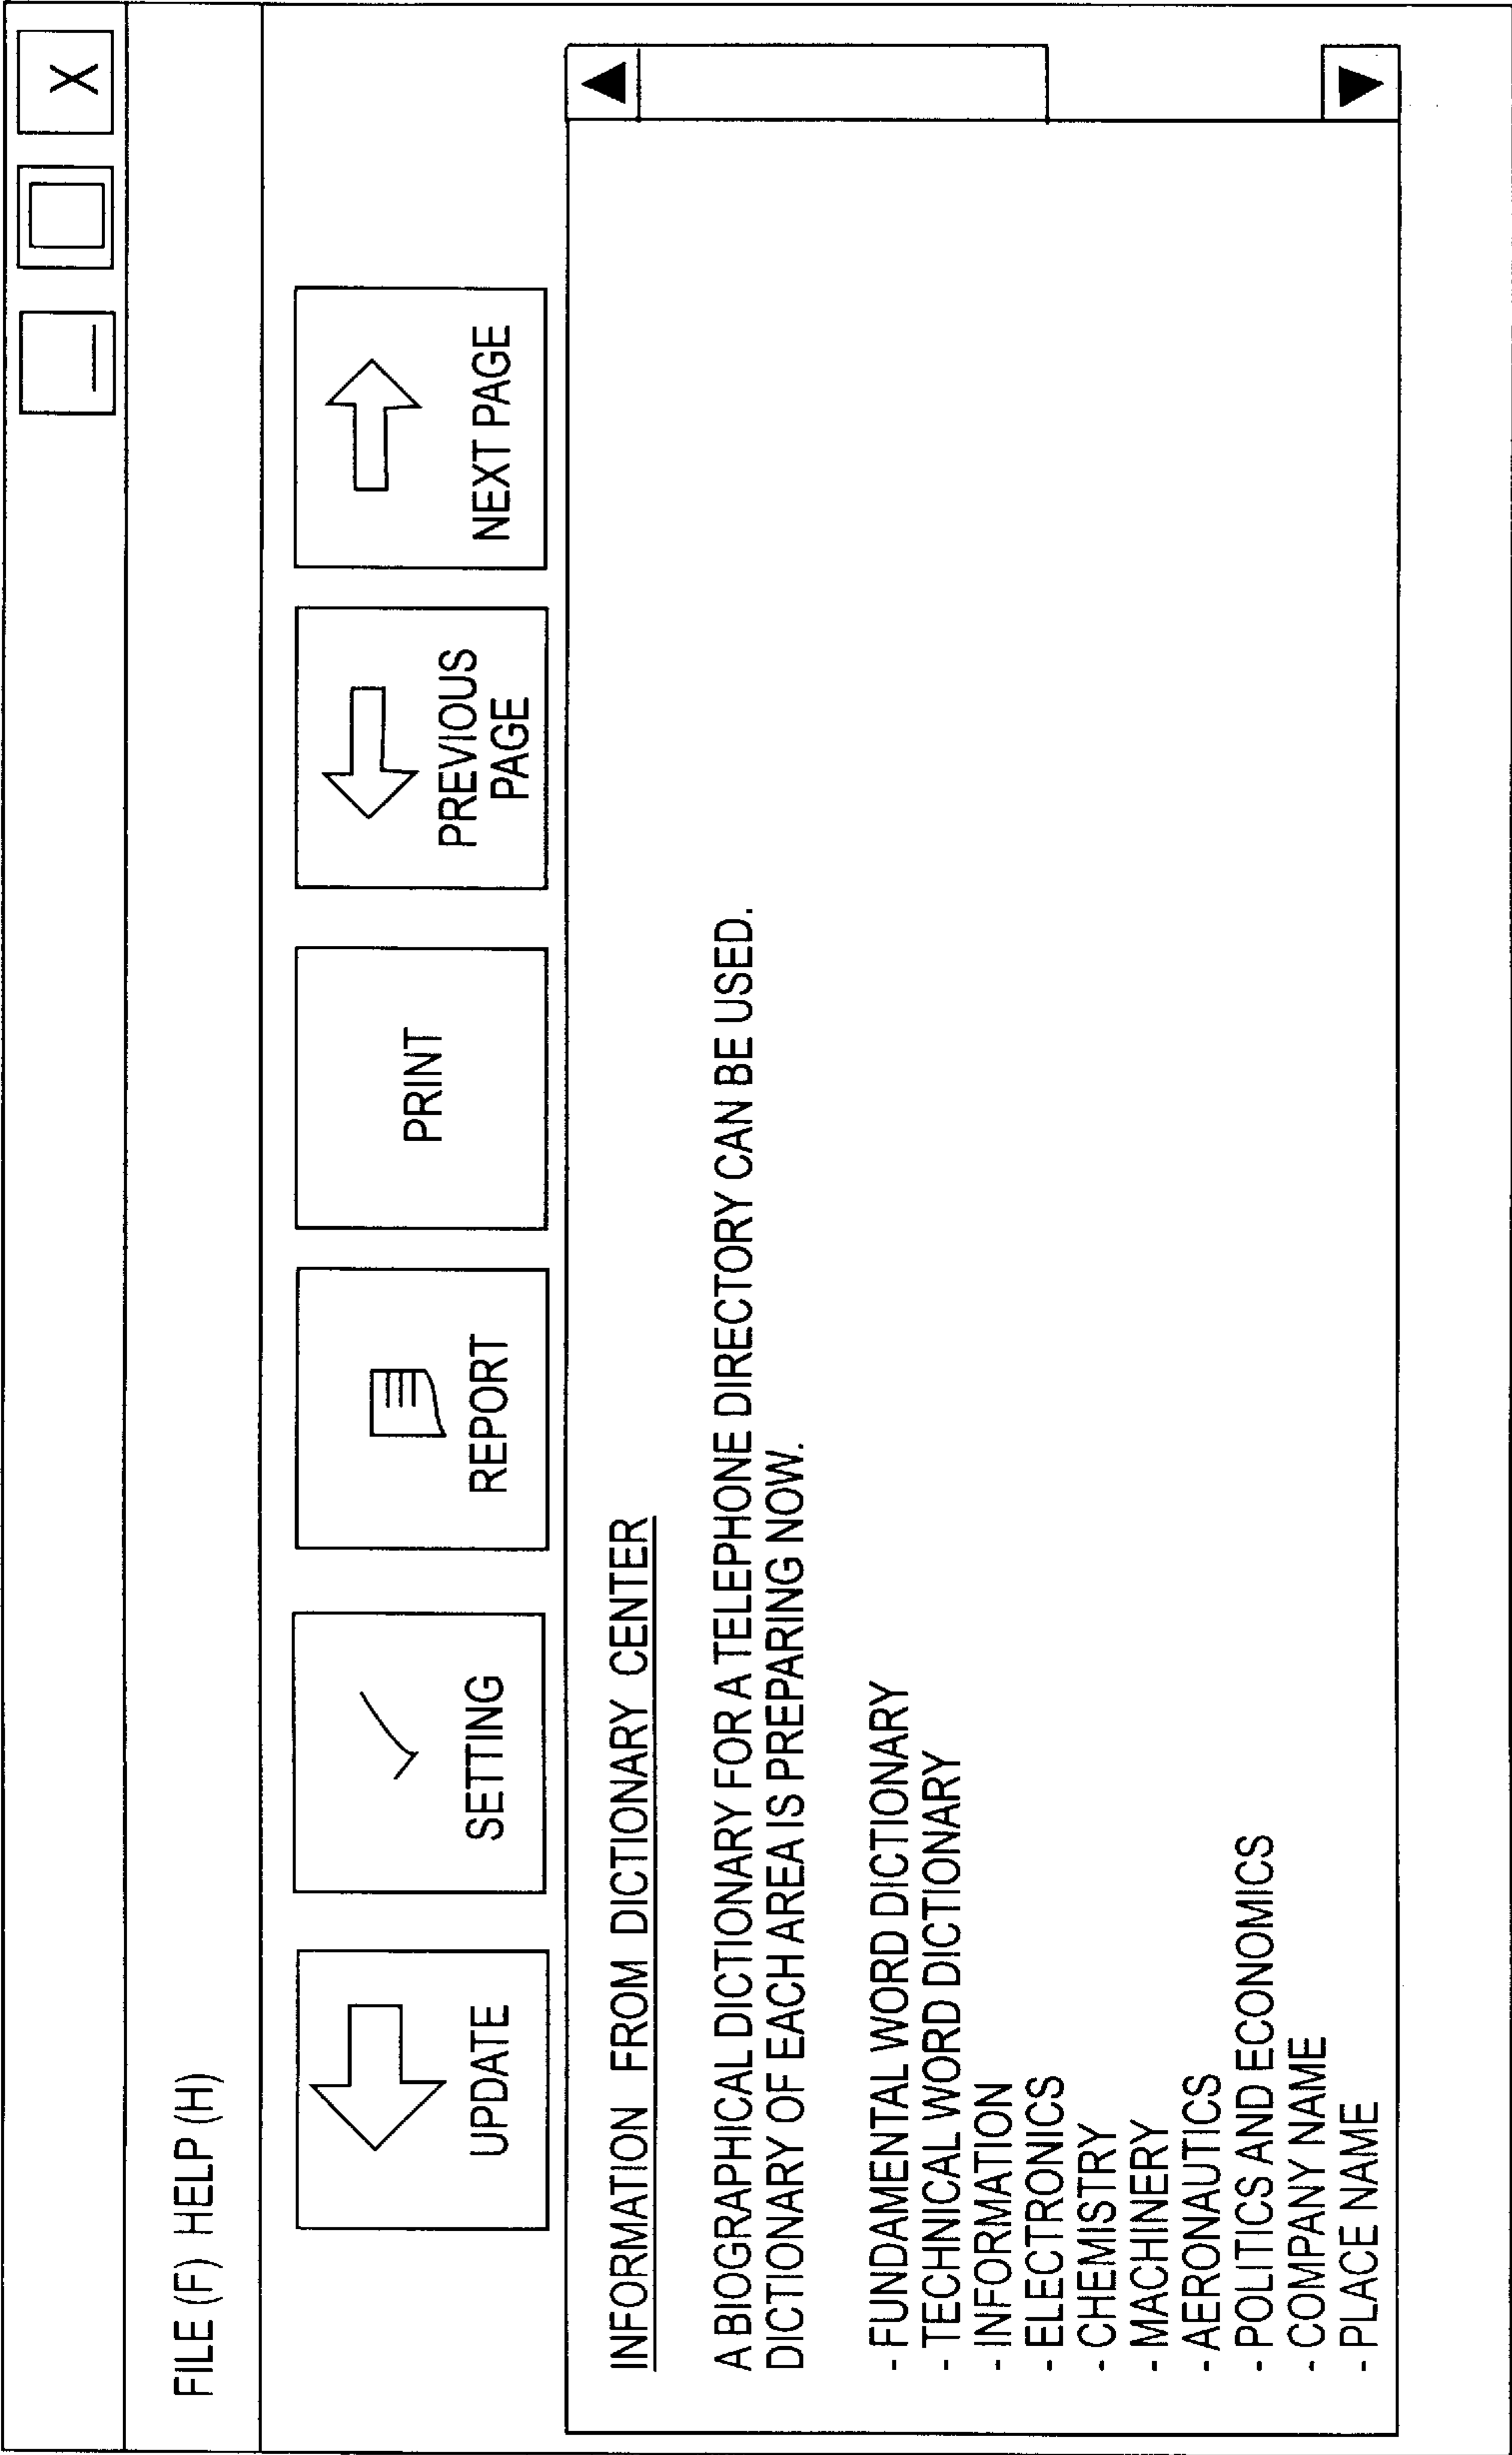 X
FILE (F) HELP (H)
UPDATE
SETTING
REPORT
PRINT
PREVIOUS
PAGE
NEXT PAGE
INFORMATION FROM DICTIONARY CENTER
A BIOGRAPHICAL DICTIONARY FOR A TELEPHONE DIRECTORY CAN BE USED.
DICTIONARY OF EACH AREA IS PREPARING NOW.
- FUNDAMENTAL WORD DICTIONARY
- TECHNICAL WORD DICTIONARY
- INFORMATION
- ELECTRONICS
- CHEMISTRY
- MACHINERY
- AERONAUTICS
- POLITICS AND ECONOMICS
- COMPANY NAME
- PLACE NAME